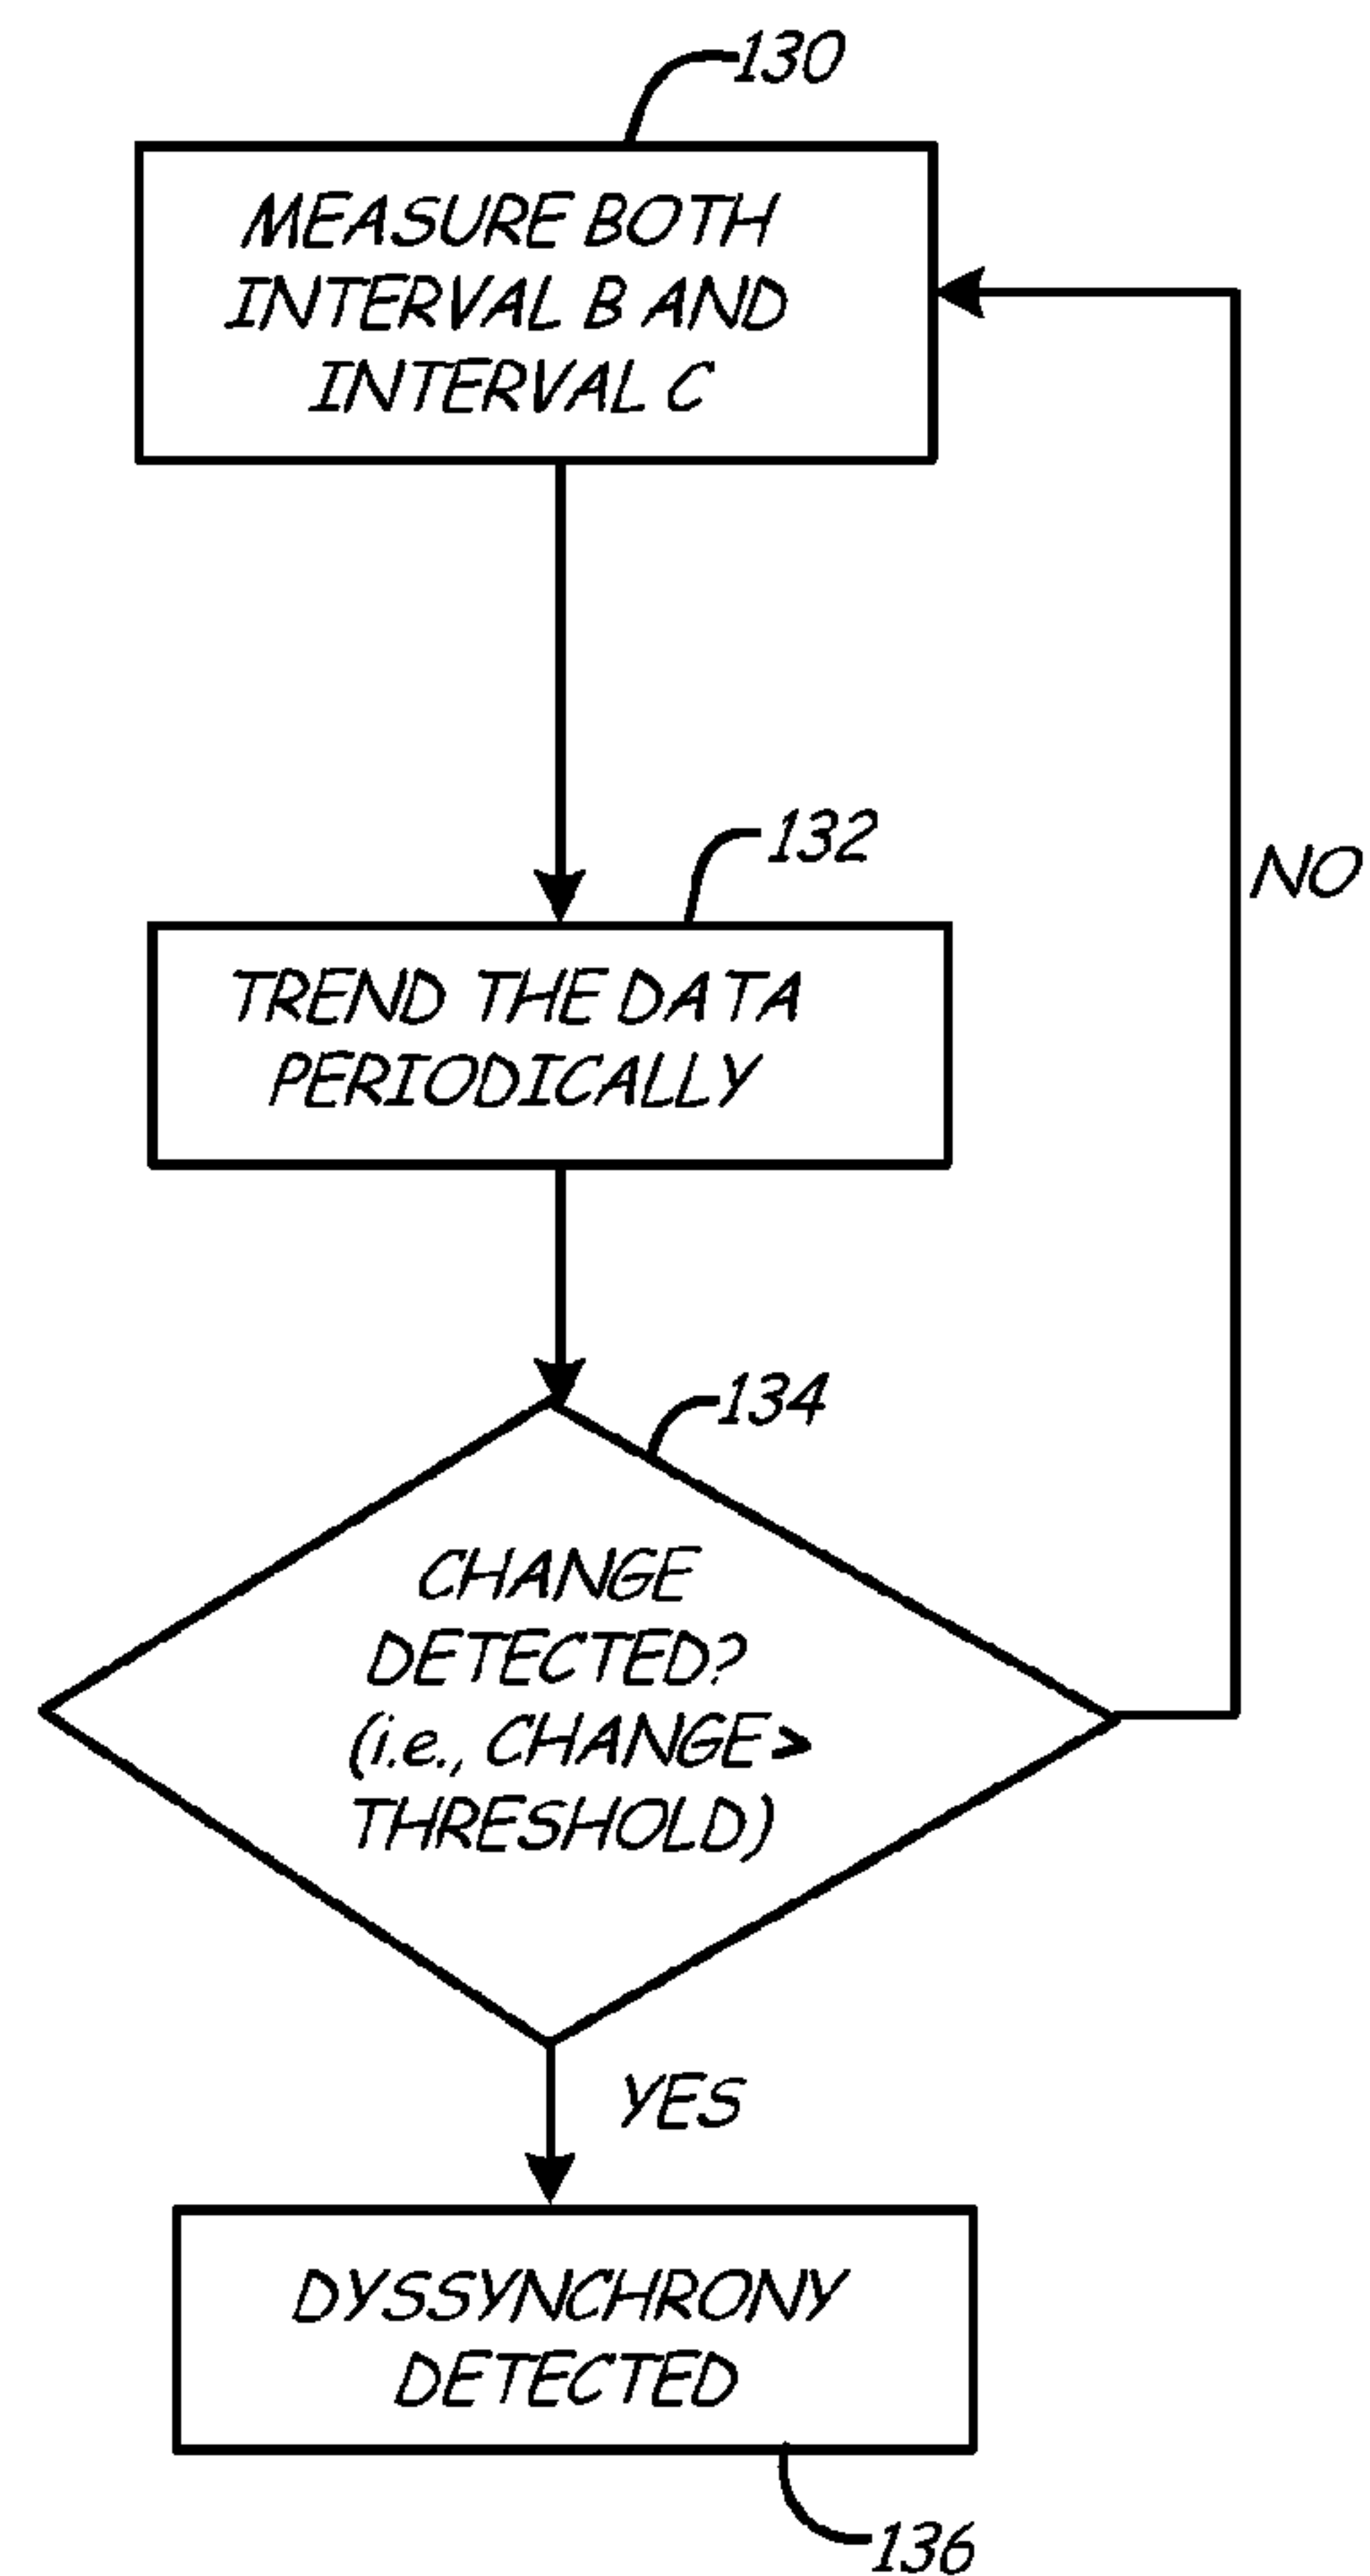 130
MEASURE BOTH
INTERVAL B AND
INTERVAL C
132
TREND THE DATA
PERIODICALLY
NO
134
CHANGE
DETECTED?
(i.e., CHANGE >
THRESHOLD)
YES
DYSSYNCHRONY
DETECTED
136